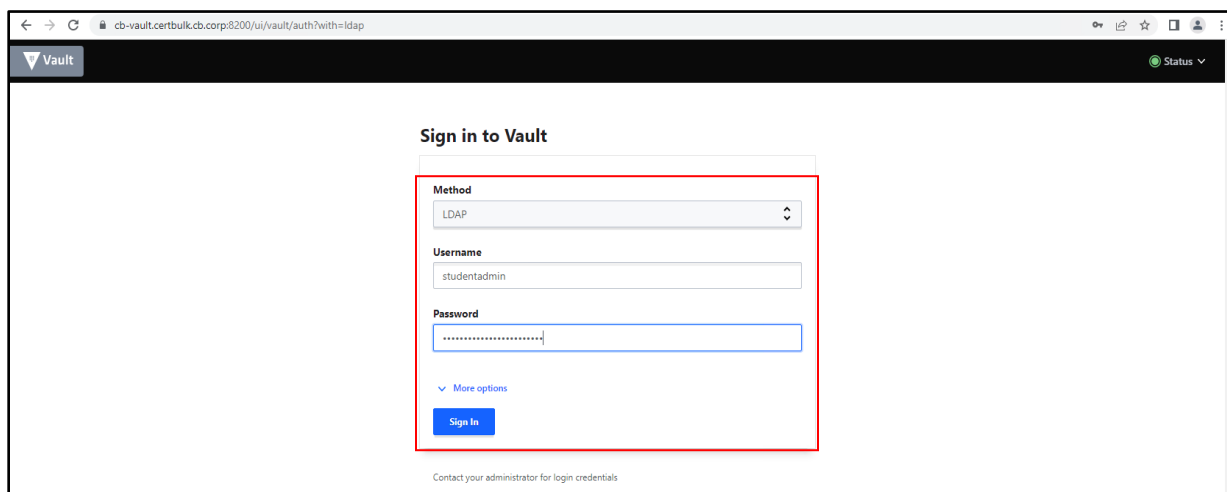 cb-vault.certbulk.cb.corp:8200/ui/vault/auth?with=ldap
Vault
Status
Sign in to Vault
Method
LDAP
Username
studentadmin
Password
More options
Sign In
Contact your administrator for login credentials